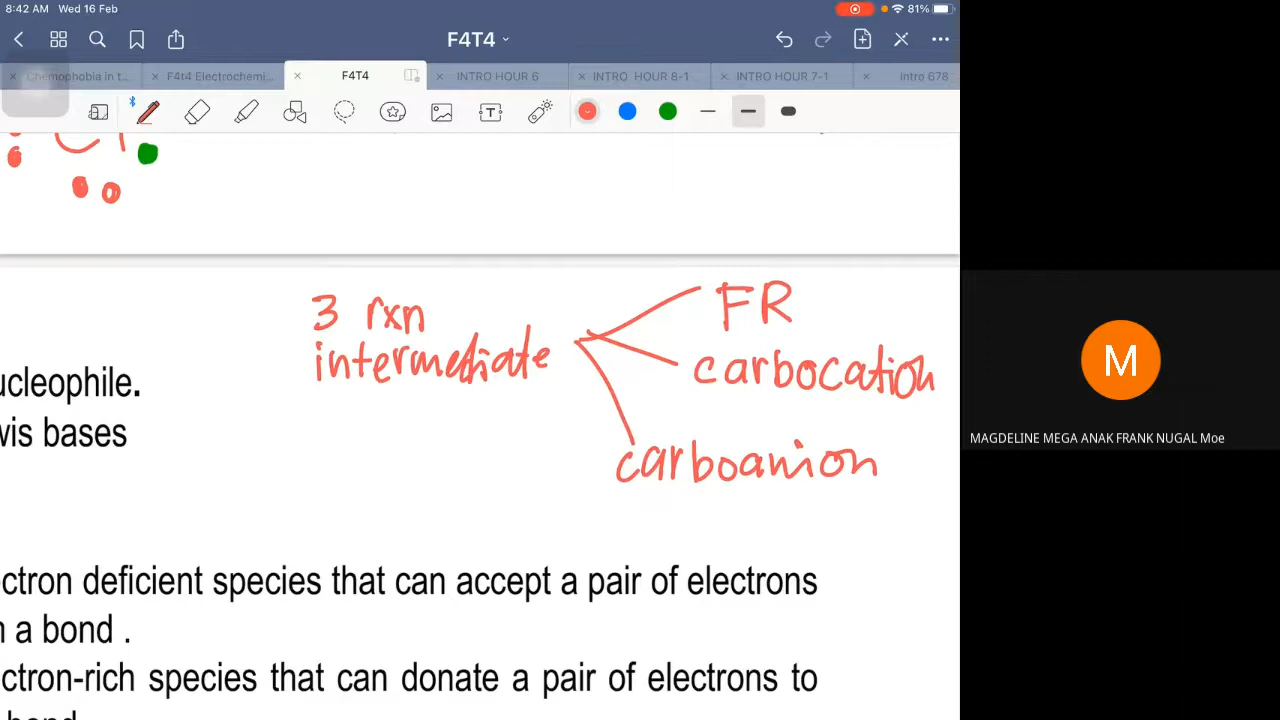 8:42 AM Wed 16 Feb
81%
F4T4
Chemophobia in t...
F4t4 Electrochemi...
F4T4
INTRO HOUR 6
INTRO HOUR 8-1
INTRO HOUR 7-1
Intro 678
3 rxn
intermediate
FR
carbocation
carboanion
ucleophile.
wis bases
ctron deficient species that can accept a pair of electrons
a bond .
ctron-rich species that can donate a pair of electrons to
M
MAGDELINE MEGA ANAK FRANK NUGAL Moe